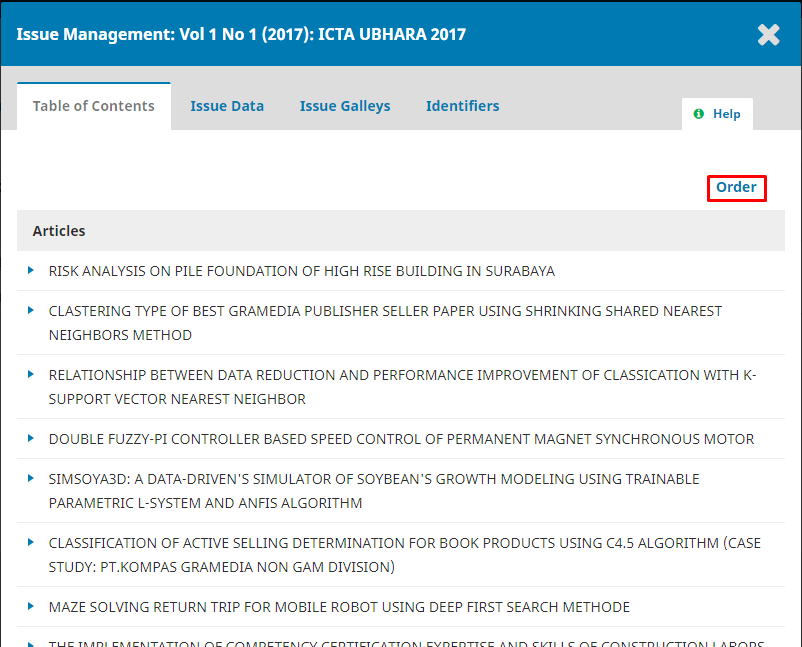 Issue Management: Vol 1 No 1 (2017): ICTA UBHARA 2017
Table of Contents
Issue Data
Issue Galleys
Identifiers
Help
Order
Articles
RISK ANALYSIS ON PILE FOUNDATION OF HIGH RISE BUILDING IN SURABAYA
CLASTERING TYPE OF BEST GRAMEDIA PUBLISHER SELLER PAPER USING SHRINKING SHARED NEAREST
NEIGHBORS METHOD
RELATIONSHIP BETWEEN DATA REDUCTION AND PERFORMANCE IMPROVEMENT OF CLASSICATION WITH K-
SUPPORT VECTOR NEAREST NEIGHBOR
DOUBLE FUZZY-PI CONTROLLER BASED SPEED CONTROL OF PERMANENT MAGNET SYNCHRONOUS MOTOR
SIMSOYA3D: A DATA-DRIVEN'S SIMULATOR OF SOYBEAN'S GROWTH MODELING USING TRAINABLE
PARAMETRIC L-SYSTEM AND ANFIS ALGORITHM
CLASSIFICATION OF ACTIVE SELLING DETERMINATION FOR BOOK PRODUCTS USING C4.5 ALGORITHM (CASE
STUDY: PT.KOMPAS GRAMEDIA NON GAM DIVISION)
MAZE SOLVING RETURN TRIP FOR MOBILE ROBOT USING DEEP FIRST SEARCH METHODE
THE IMPLEMENTATION OF COMPETENCY CERTIFICATION EXPERTISE AND SKILLS OF CONSTRUCTION LABORS